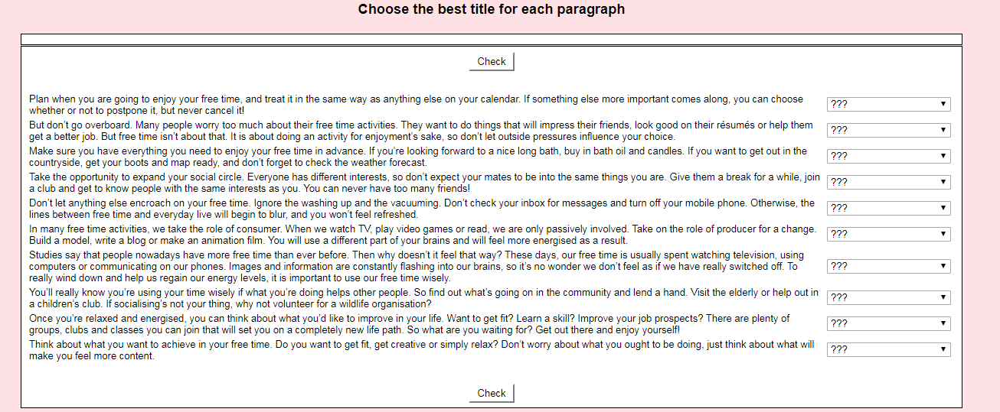 Choose the best title for each paragraph
Check
Plan when you are going to enjoy your free time, and treat it in the same way as anything else on your calendar. If something else more important comes along, you can choose
whether or not to postpone it, but never cancel it!
???
But don't go overboard. Many people worry too much about their free time activities. They want to do things that will impress their friends, look good on their résumés or help them
get a better job. But free time isn't about that. It is about doing an activity for enjoyment's sake, so don't let outside pressures influence your choice.
???
Make sure you have everything you need to enjoy your free time in advance. If you're looking forward to a nice long bath, buy in bath oil and candles. If you want to get out in the
countryside, get your boots and map ready, and don't forget to check the weather forecast.
???
Take the opportunity to expand your social circle. Everyone has different interests, so don't expect your mates to be into the same things you are. Give them a break for a while, join
a club and get to know people with the same interests as you. You can never have too many friends!
???
Don't let anything else encroach on your free time. Ignore the washing up and the vacuuming. Don't check your inbox for messages and turn off your mobile phone. Otherwise, the
lines between free time and everyday live will begin to blur, and you won't feel refreshed.
???
In many free time activities, we take the role of consumer. When we watch TV, play video games or read, we are only passively involved. Take on the role of producer for a change.
Build a model, write a blog or make an animation film. You will use a different part of your brains and will feel more energised as a result.
???
Studies say that people nowadays have more free time than ever before. Then why doesn't it feel that way? These days, our free time is usually spent watching television, using
computers or communicating on our phones. Images and information are constantly flashing into our brains, so it's no wonder we don't feel as if we have really switched off. To
really wind down and help us regain our energy levels, it is important to use our free time wisely.
???
You'll really know you're using your time wisely if what you're doing helps other people. So find out what's going on in the community and lend a hand. Visit the elderly or help out in
a children's club. If socialising's not your thing, why not volunteer for a wildlife organisation?
???
Once you're relaxed and energised, you can think about what you'd like to improve in your life. Want to get fit? Learn a skill? Improve your job prospects? There are plenty of
groups, clubs and classes you can join that will set you on a completely new life path. So what are you waiting for? Get out there and enjoy yourself!
???
Think about what you want to achieve in your free time. Do you want to get fit, get creative or simply relax? Don't worry about what you ought to be doing, just think about what will
make you feel more content.
???
Check